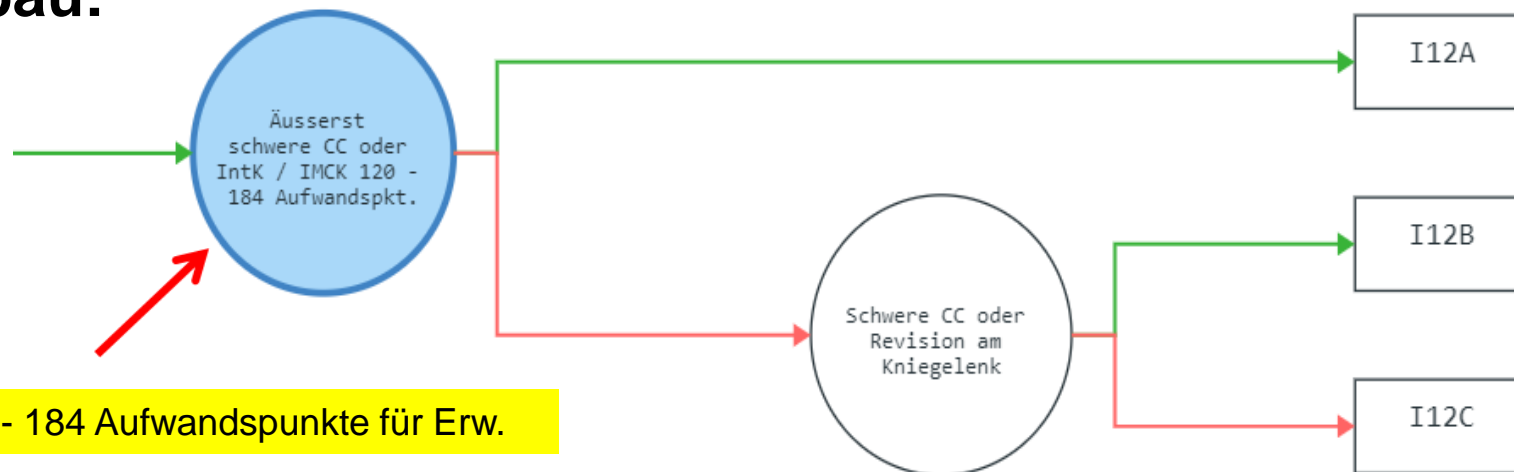 I12A
Äusserst
schwere CC oder
IntK / IMCK 120 -
184 Aufwandspkt.
I12B
Schwere CC oder
Revision am
Kniegelenk
- 184 Aufwandspunkte für Erw.
I12C